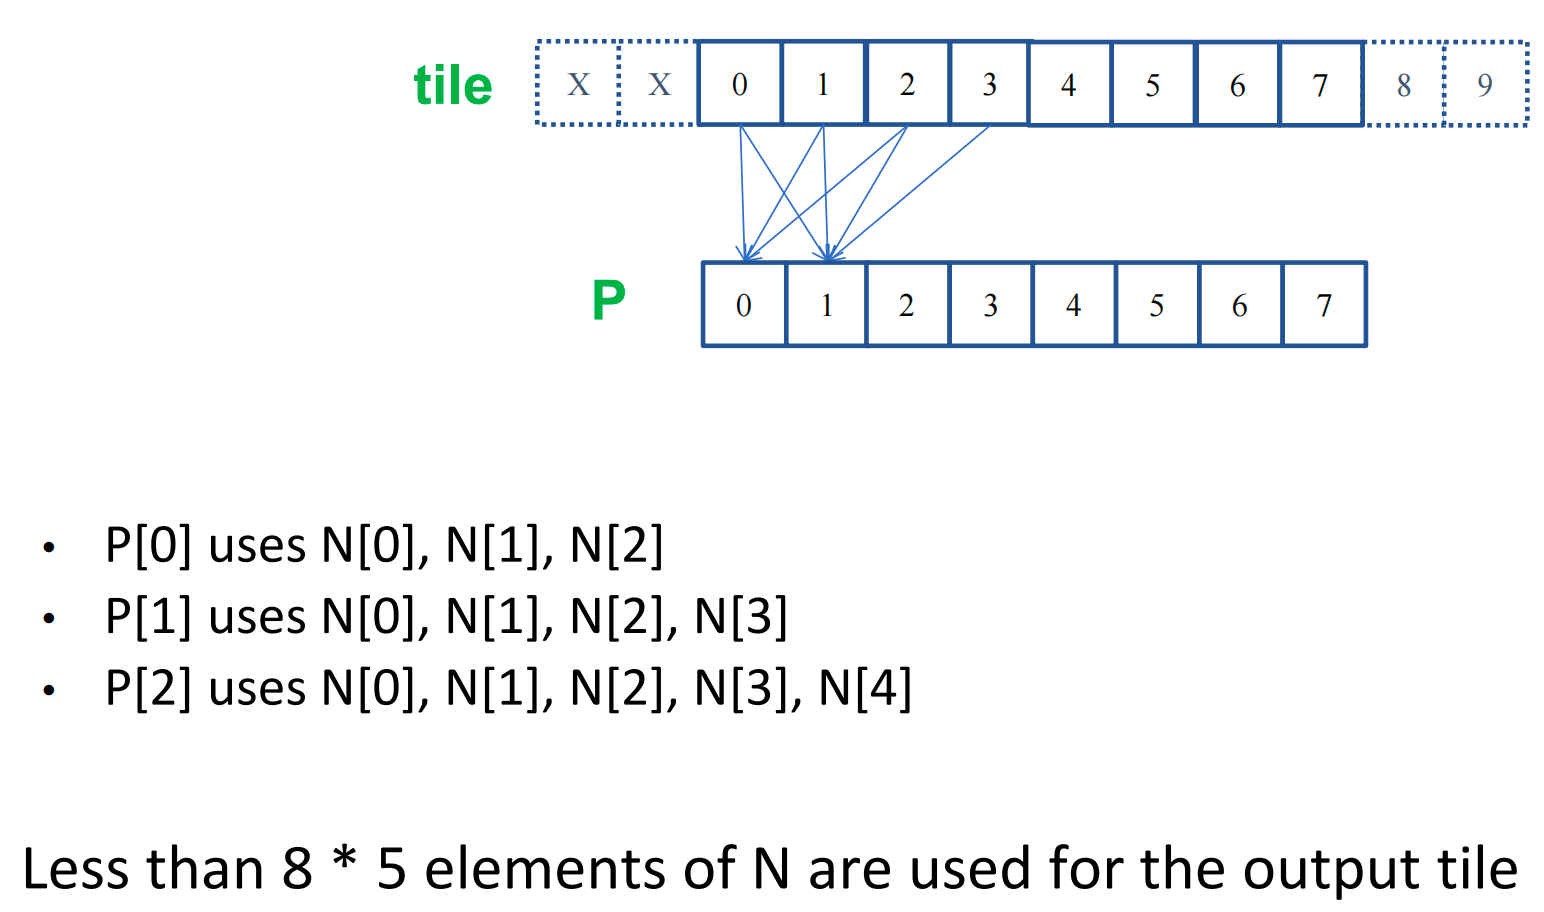 tile X X 0 1 2 3 4 5 6 7 8 9
P 0 1 2 3 4 5 6 7
• P[0] uses N[0], N[1], N[2]
• P[1] uses N[0], N[1], N[2], N[3]
• P[2] uses N[0], N[1], N[2], N[3], N[4]
Less than 8 * 5 elements of N are used for the output tile